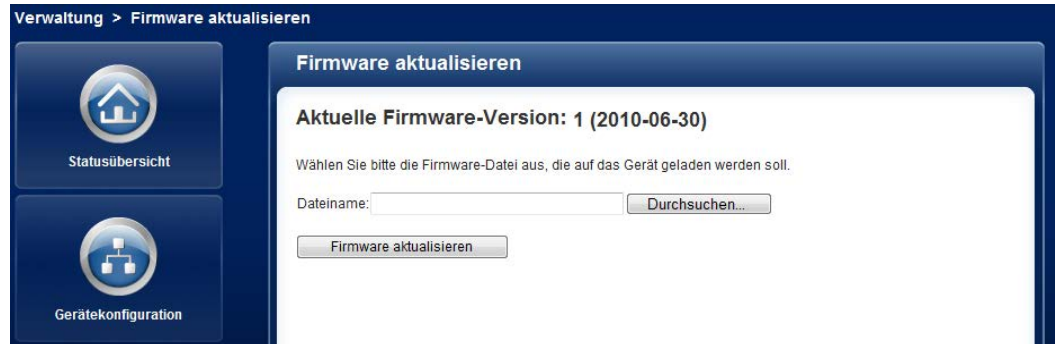 Verwaltung > Firmware aktualisieren
Statusübersicht
Gerätekonfiguration
Firmware aktualisieren
Aktuelle Firmware-Version: 1 (2010-06-30)
Wählen Sie bitte die Firmware-Datei aus, die auf das Gerät geladen werden soll.
Dateiname: Durchsuchen...
Firmware aktualisieren